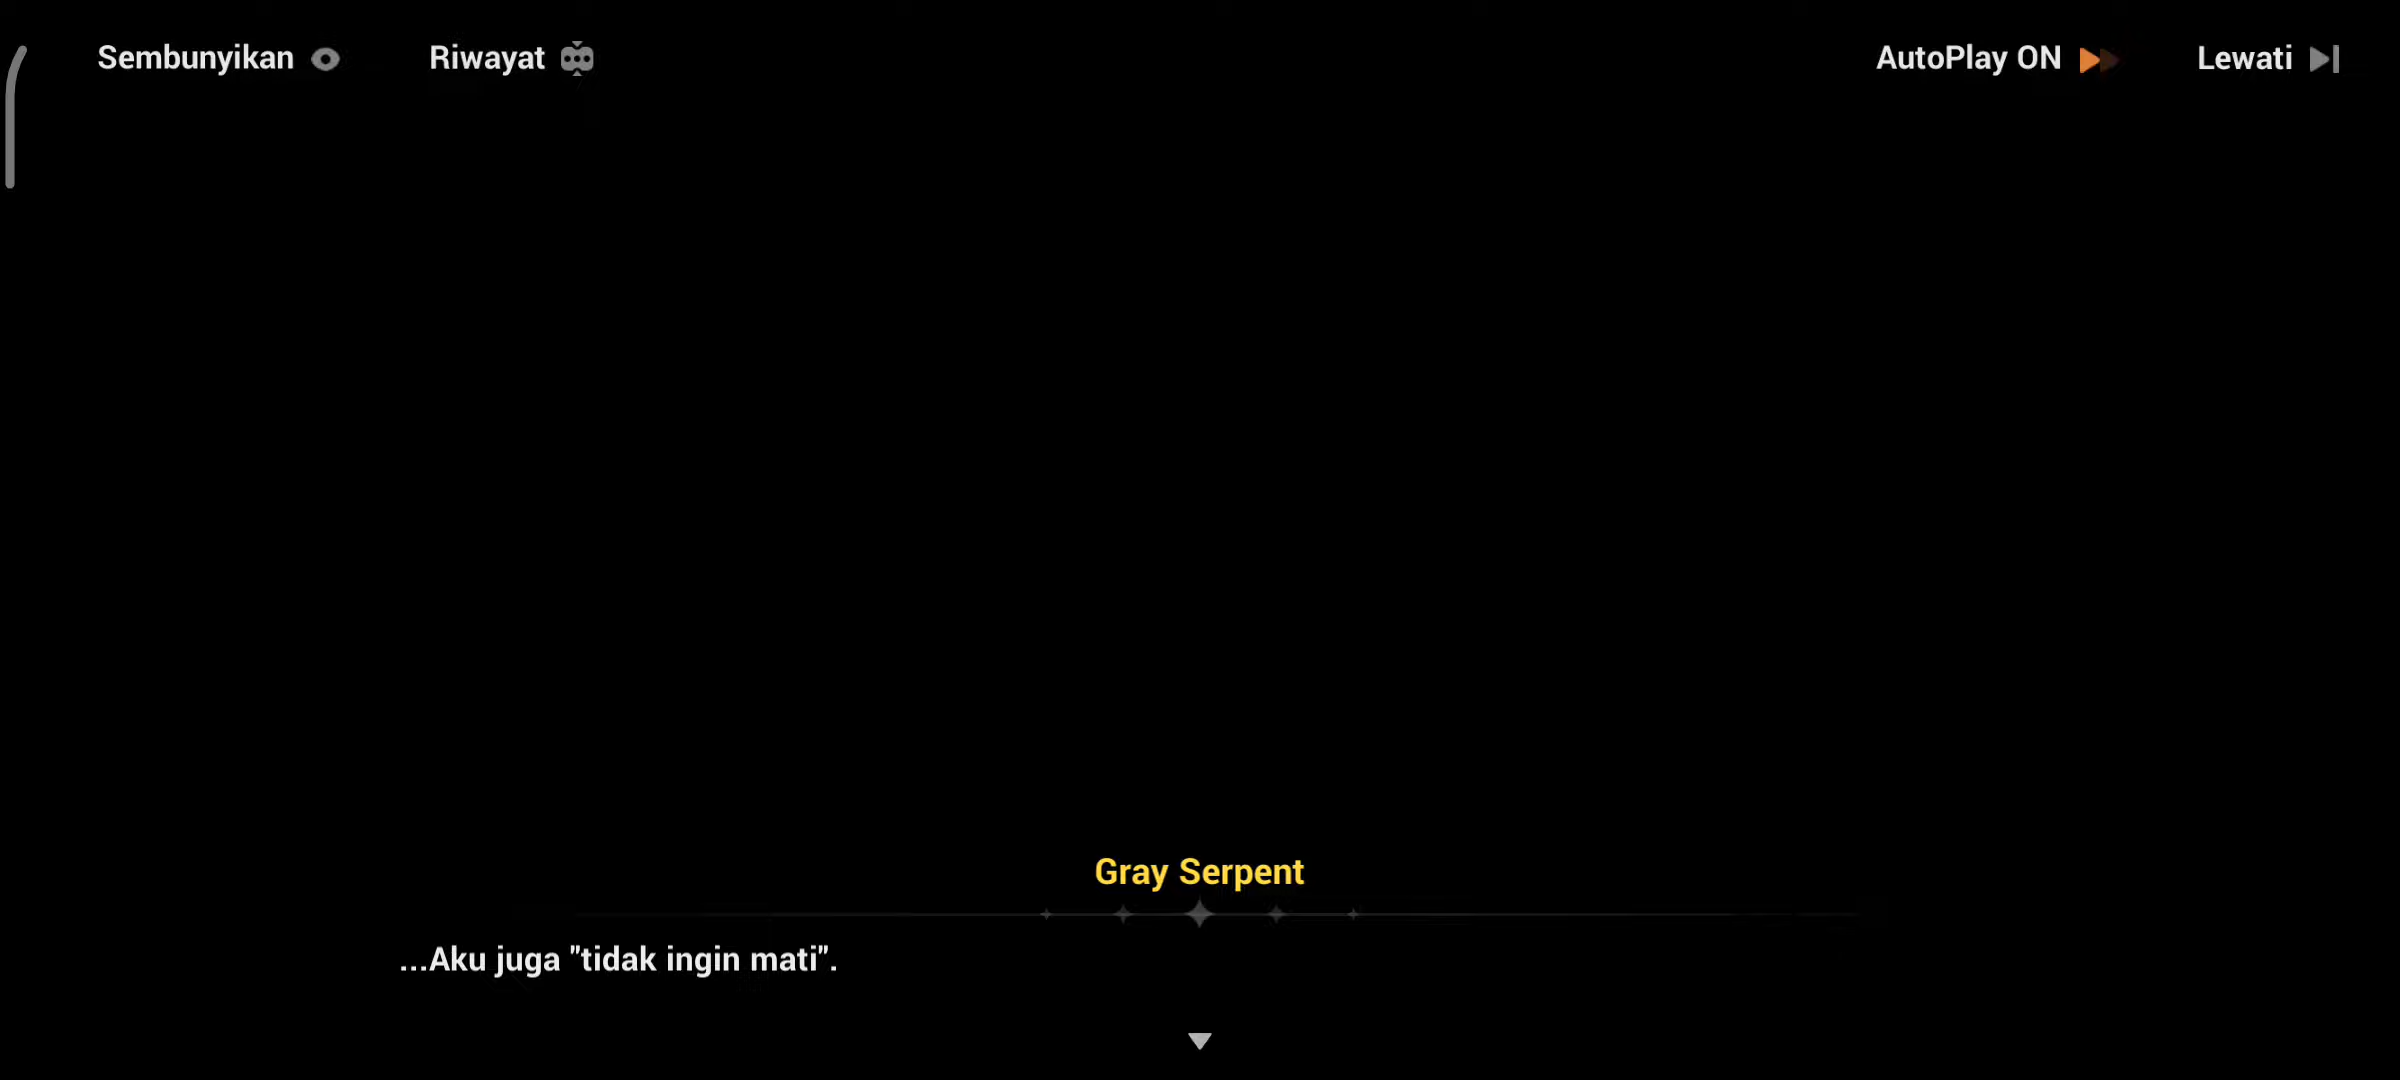 Sembunyikan
Riwayat
AutoPlay ON
Lewati
Gray Serpent
...Aku juga "tidak ingin mati".